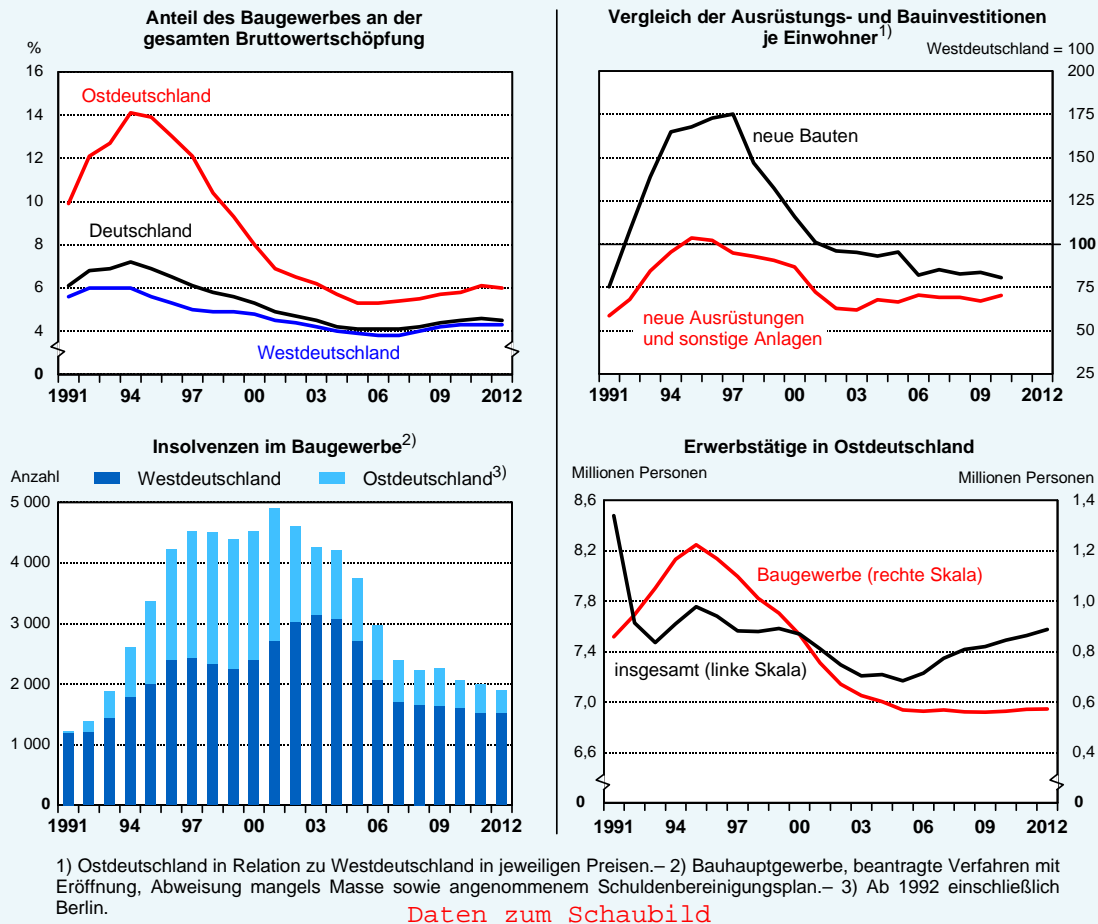 Anteil des Baugewerbes an der
gesamten Bruttowertschöpfung
%
16
14
12
10
8
6
4
0
Ostdeutschland
Deutschland
Westdeutschland
1991 94 97 00 03 06 09 2012
Vergleich der Ausrüstungs- und Bauinvestitionen
je Einwohner1)
Westdeutschland = 100
200
175
150
125
100
75
50
25
neue Bauten
neue Ausrüstungen
und sonstige Anlagen
1991 94 97 00 03 06 09 2012
Insolvenzen im Baugewerbe2)
Anzahl
Westdeutschland Ostdeutschland3)
5 000
4 000
3 000
2 000
1 000
0
1991 94 97 00 03 06 09 2012
Erwerbstätige in Ostdeutschland
Millionen Personen Millionen Personen
8,6 1,4
8,2 1,2
7,8 1,0
7,4 0,8
7,0 0,6
6,6 0,4
0 0
Baugewerbe (rechte Skala)
insgesamt (linke Skala)
1991 94 97 00 03 06 09 2012
1) Ostdeutschland in Relation zu Westdeutschland in jeweiligen Preisen.– 2) Bauhauptgewerbe, beantragte Verfahren mit
Eröffnung, Abweisung mangels Masse sowie angenommenem Schuldenbereinigungsplan.– 3) Ab 1992 einschließlich
Berlin.
Daten zum Schaubild